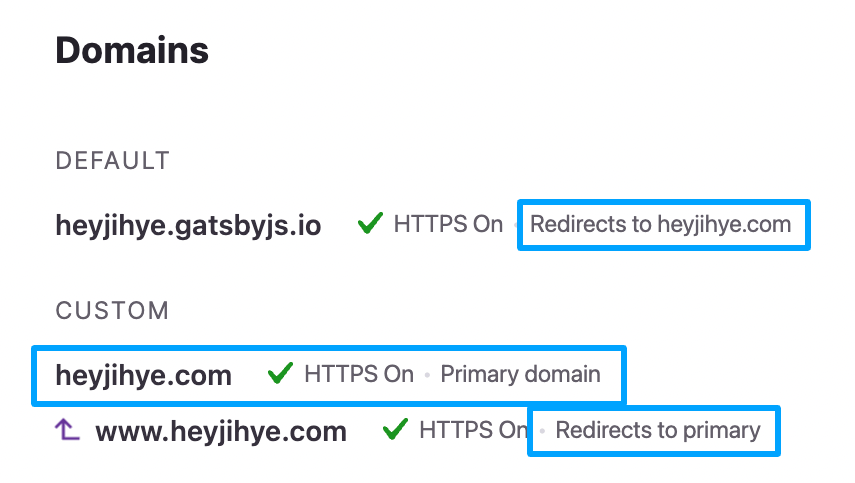 Domains
DEFAULT
heyjihye.gatsbyjs.io HTTPS On · Redirects to heyjihye.com
CUSTOM
heyjihye.com HTTPS On · Primary domain
www.heyjihye.com HTTPS On · Redirects to primary